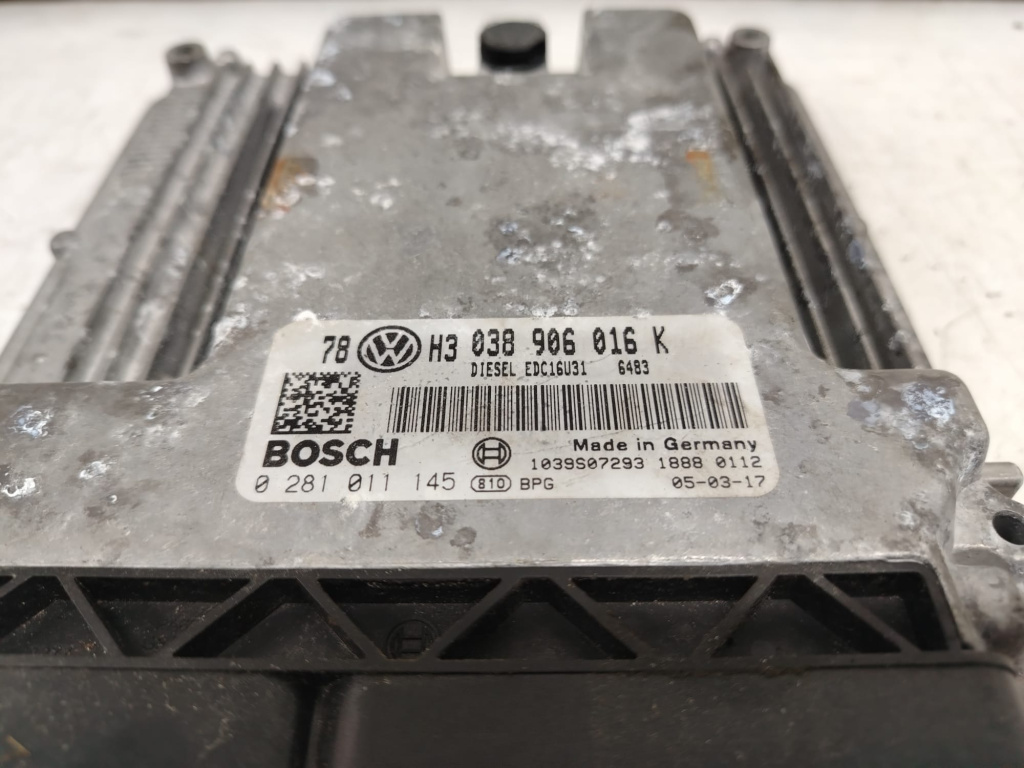 78 H3 038 906 016 K
DIESEL EDC16U31 6483
BOSCH
Made in Germany
1039S07293 1888 0112
0 281 011 145 810 BPG 05-03-17